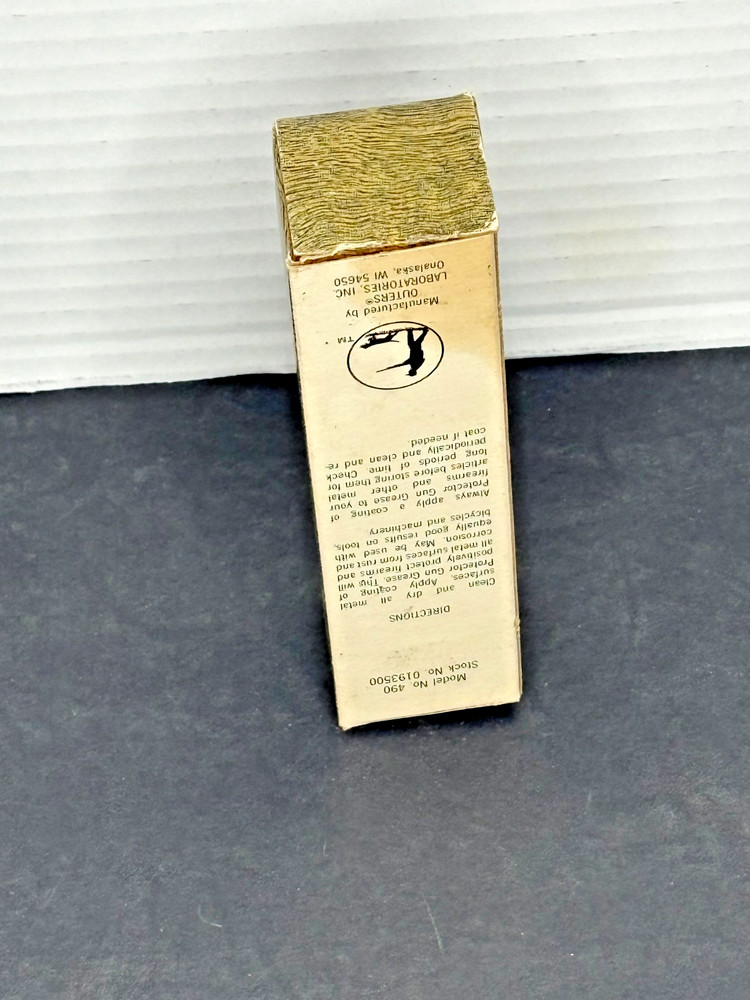 Model No. 490
Stock No. 0193500
DIRECTIONS
Clean and dry all metal
surfaces. Apply coating of
Protector Gun Grease. This will
positively protect firearms and
all metal surfaces from rust and
corrosion. May be used with
equally good results on tools,
bicycles and machinery.
Always apply a coating of
Protector Gun Grease to your
firearms and other metal
articles before storing them for
long periods of time. Check
periodically and clean and re-
coat if needed.
TM
Manufactured by
OUTERS®
LABORATORIES, INC.
Onalaska, WI 54650